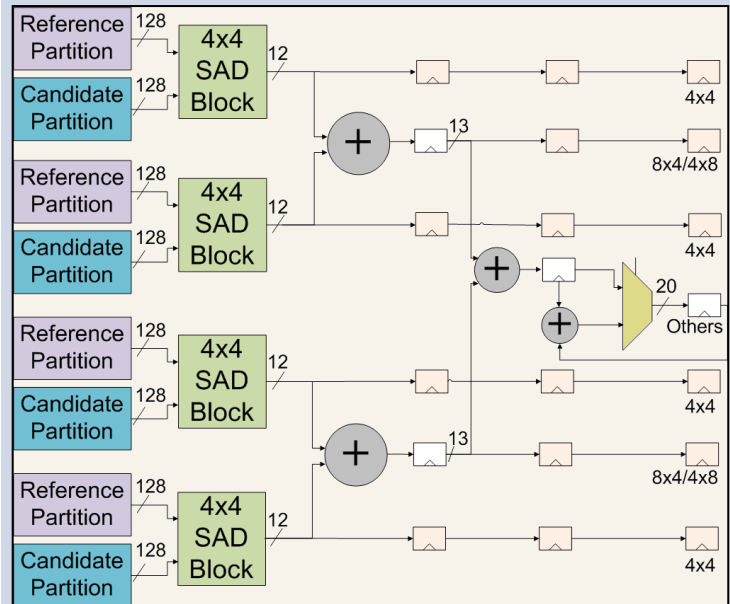 Reference
Partition
128
4x4
SAD
Block
12
4x4
Candidate
Partition
128
+
13
8x4/4x8
Reference
Partition
128
4x4
SAD
Block
12
4x4
Candidate
Partition
128
+
20
Others
+
Reference
Partition
128
4x4
SAD
Block
12
4x4
Candidate
Partition
128
+
13
8x4/4x8
Reference
Partition
128
4x4
SAD
Block
12
4x4
Candidate
Partition
128